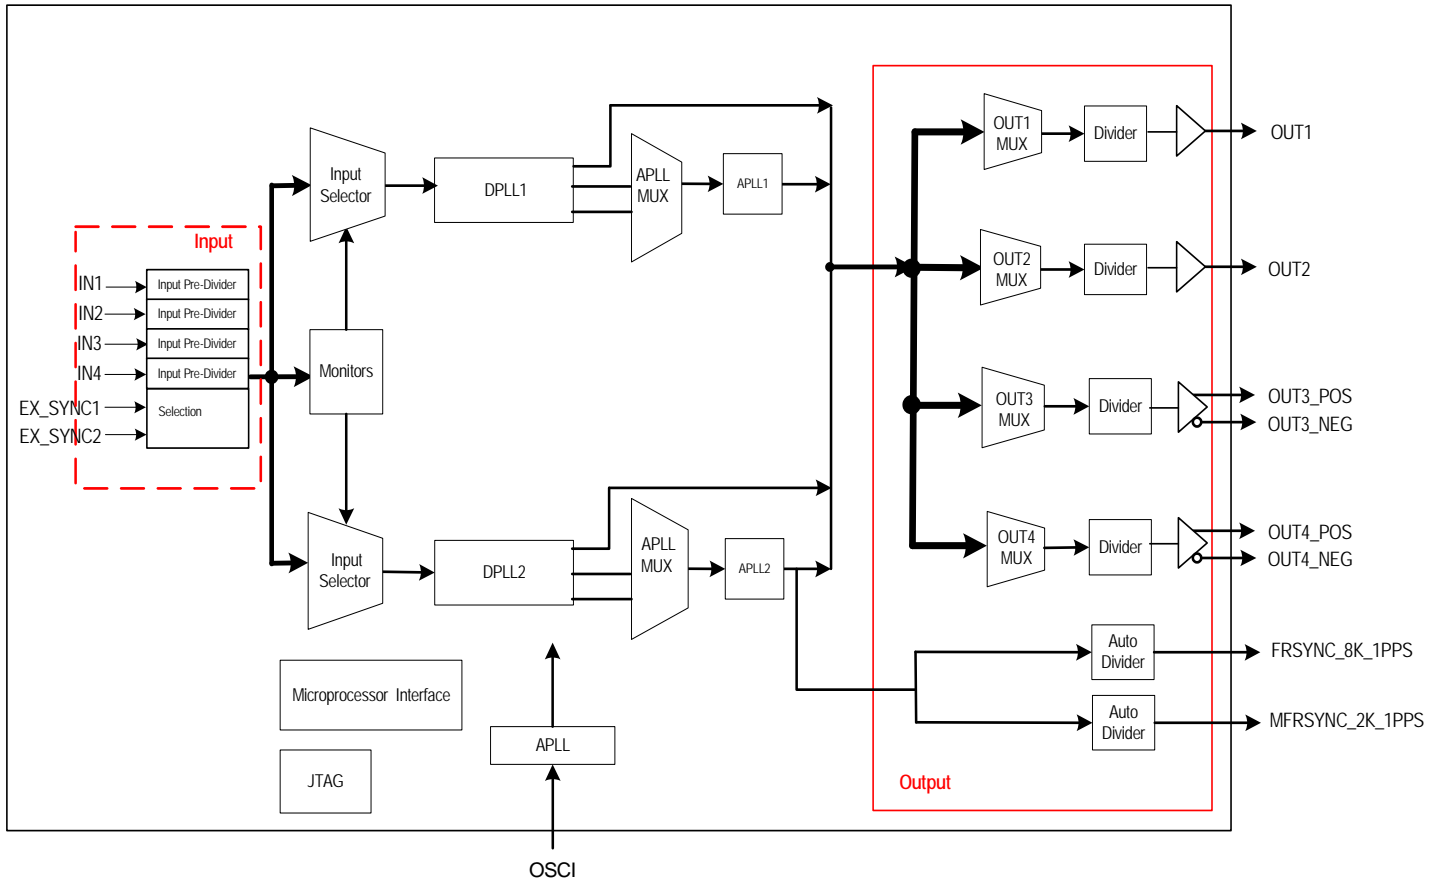 Input
IN1
IN2
IN3
IN4
EX_SYNC1
EX_SYNC2
Input Pre-Divider
Input Pre-Divider
Input Pre-Divider
Input Pre-Divider
Selection
Input
Selector
Monitors
Input
Selector
DPLL1
APLL
MUX
APLL1
DPLL2
APLL
MUX
APLL2
Microprocessor Interface
JTAG
APLL
OSCI
OUT1
MUX
Divider
OUT1
OUT2
MUX
Divider
OUT2
OUT3
MUX
Divider
OUT3_POS
OUT3_NEG
OUT4
MUX
Divider
OUT4_POS
OUT4_NEG
Auto
Divider
FRSYNC_8K_1PPS
Auto
Divider
MFRSYNC_2K_1PPS
Output